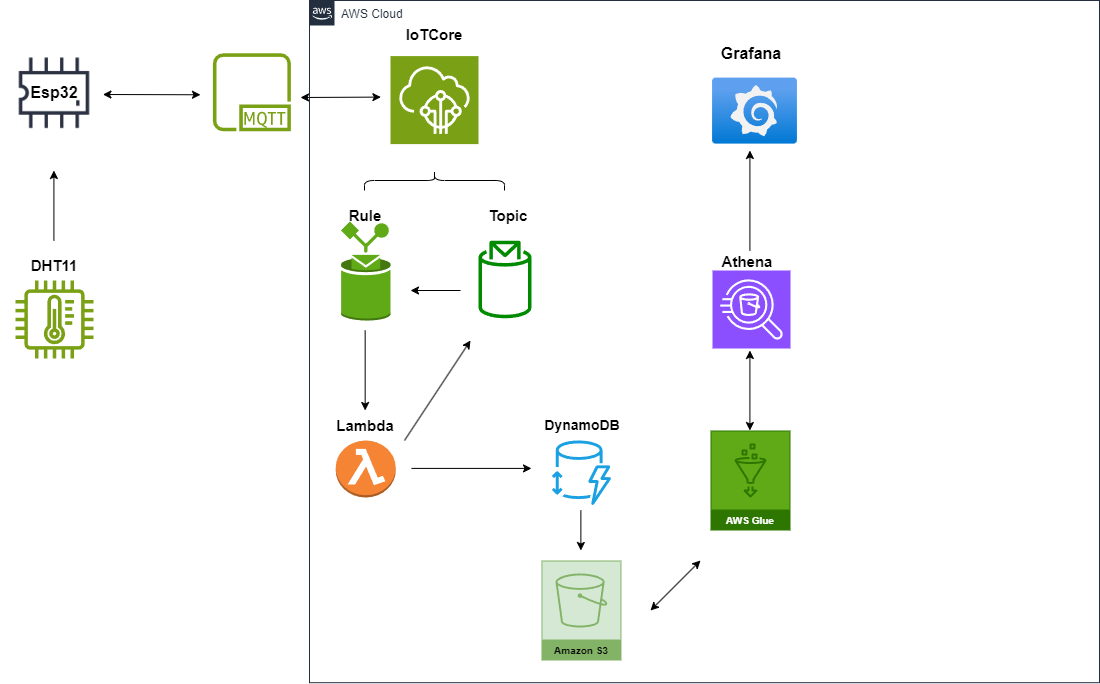 aws
AWS Cloud
IoTCore
Grafana
Esp32
MQTT
Rule
Topic
DHT11
Athena
Lambda
DynamoDB
AWS Glue
Amazon S3